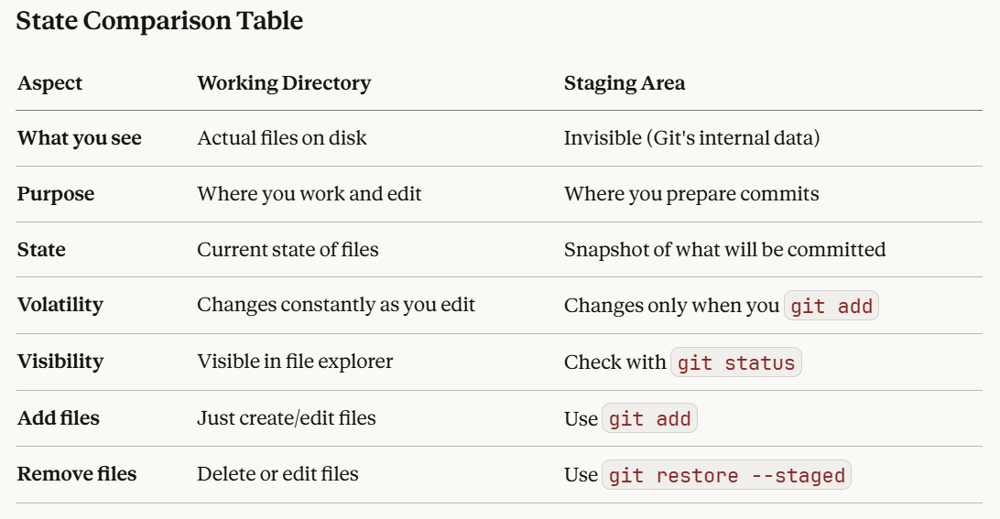 State Comparison Table
Aspect Working Directory Staging Area
What you see Actual files on disk Invisible (Git's internal data)
Purpose Where you work and edit Where you prepare commits
State Current state of files Snapshot of what will be committed
Volatility Changes constantly as you edit Changes only when you git add
Visibility Visible in file explorer Check with git status
Add files Just create/edit files Use git add
Remove files Delete or edit files Use git restore --staged